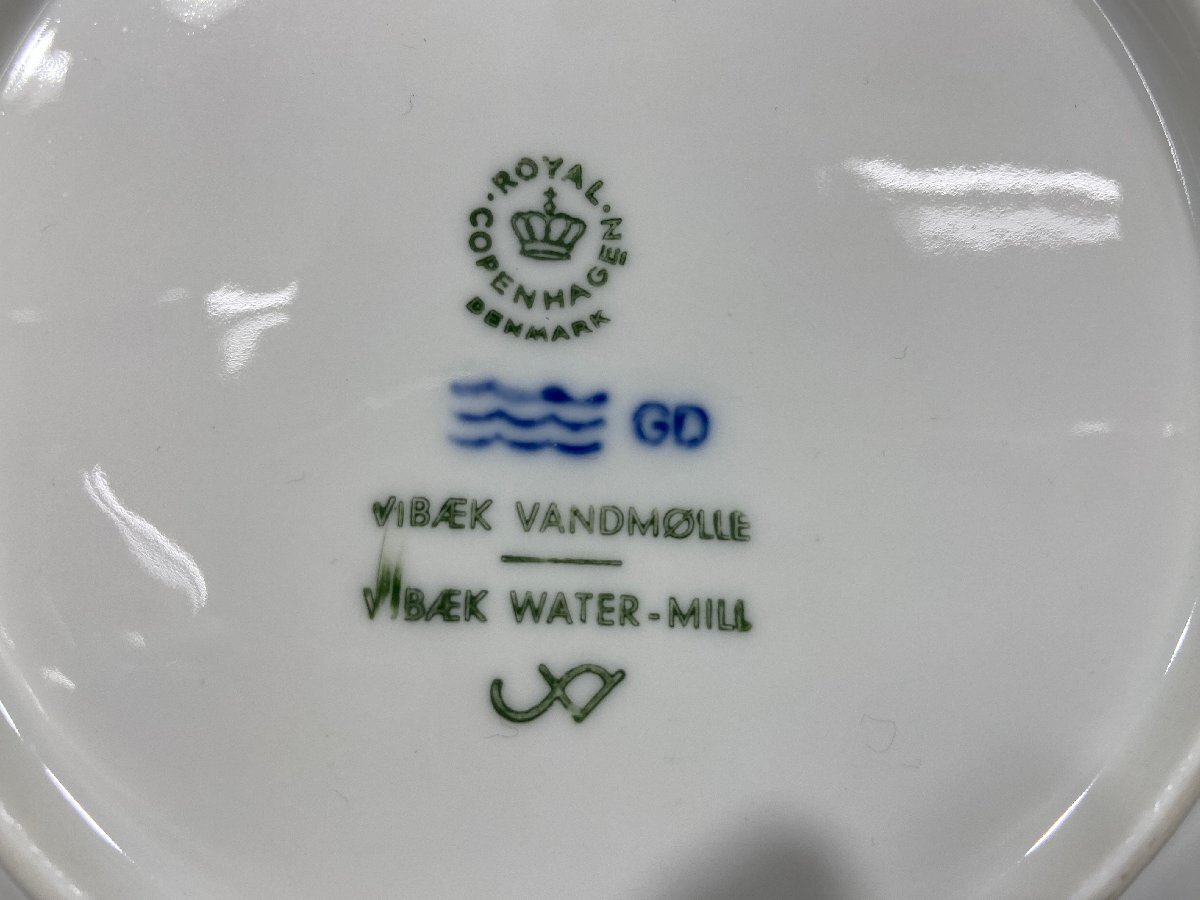 ROYAL · COPENHAGEN ·
DENMARK
GD
VIBÆK VANDMØLLE
VIBÆK WATER-MILL